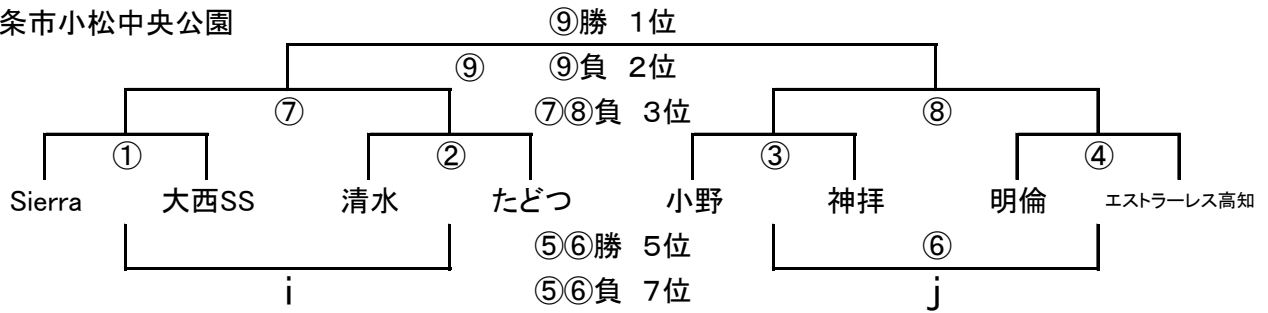 条市小松中央公園 ⑨勝 1位
⑨ ⑨負 2位
⑦ ⑦⑧負 3位 ⑧
① ② ③ ④
Sierra 大西SS 清水 たどつ 小野 神拝 明倫 エストラーレス高知
⑤⑥勝 5位 ⑥
i ⑤⑥負 7位 j